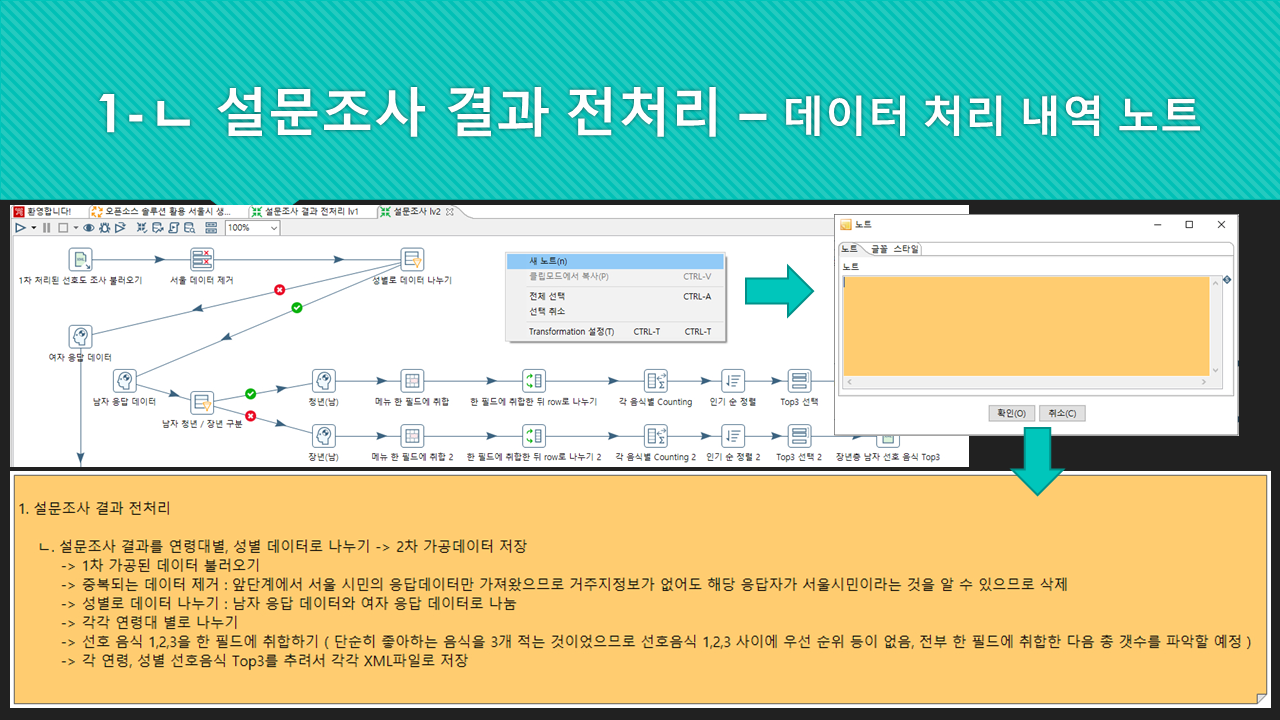 1-ㄴ 설문조사 결과 전처리 – 데이터 처리 내역 노트
환영합니다!
오픈소스 솔루션 활용 서울시 생...
설문조사 결과 전처리 lv1
설문조사 lv2
100%
1차 처리된 선호도 조사 불러오기
서울 데이터 제거
성별로 데이터 나누기
여자 응답 데이터
남자 응답 데이터
남자 청년 / 장년 구분
청년(남)
메뉴 한 필드에 취합
한 필드에 취합한 뒤 row로 나누기
각 음식별 Counting
인기 순 정렬
Top3 선택
장년(남)
메뉴 한 필드에 취합 2
한 필드에 취합한 뒤 row로 나누기 2
각 음식별 Counting 2
인기 순 정렬 2
Top3 선택 2
장년층 남자 선호 음식 Top3
새 노트(n)
클립모드에서 복사(P) CTRL-V
전체 선택 CTRL-A
선택 취소
Transformation 설정(T) CTRL-T CTRL-T
노트
노트 글꼴 스타일
노트
확인(O) 취소(C)
1. 설문조사 결과 전처리
ㄴ. 설문조사 결과를 연령대별, 성별 데이터로 나누기 -> 2차 가공데이터 저장
-> 1차 가공된 데이터 불러오기
-> 중복되는 데이터 제거 : 앞단계에서 서울 시민의 응답데이터만 가져왔으므로 거주지정보가 없어도 해당 응답자가 서울시민이라는 것을 알 수 있으므로 삭제
-> 성별로 데이터 나누기 : 남자 응답 데이터와 여자 응답 데이터로 나눔
-> 각각 연령대 별로 나누기
-> 선호 음식 1,2,3을 한 필드에 취합하기 ( 단순히 좋아하는 음식을 3개 적는 것이었으므로 선호음식 1,2,3 사이에 우선 순위 등이 없음, 전부 한 필드에 취합한 다음 총 갯수를 파악할 예정 )
-> 각 연령, 성별 선호음식 Top3를 추려서 각각 XML파일로 저장